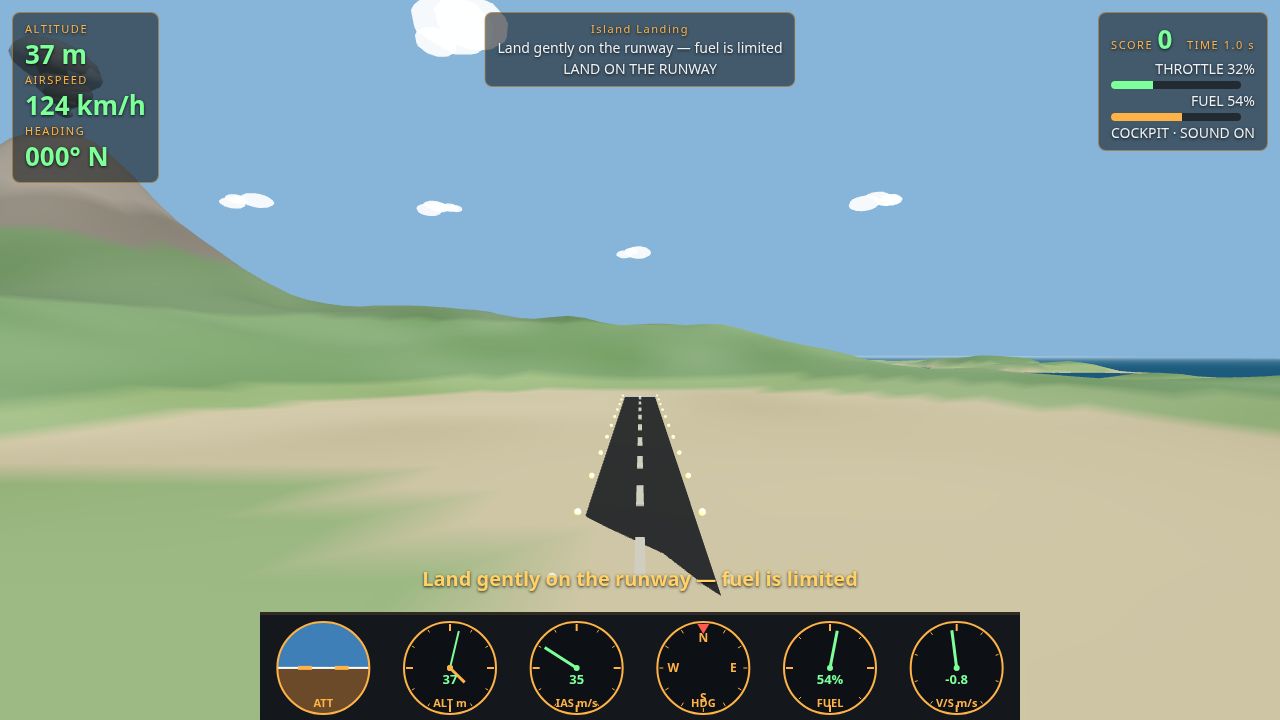 ALTITUDE
37 m
AIRSPEED
124 km/h
HEADING
000° N
Island Landing
Land gently on the runway — fuel is limited
LAND ON THE RUNWAY
SCORE 0 TIME 1.0 s
THROTTLE 32%
FUEL 54%
COCKPIT · SOUND ON
Land gently on the runway — fuel is limited
ATT
37
ALT m
35
IAS m/s
N
W E
S
HDG
54%
FUEL
-0.8
V/S m/s